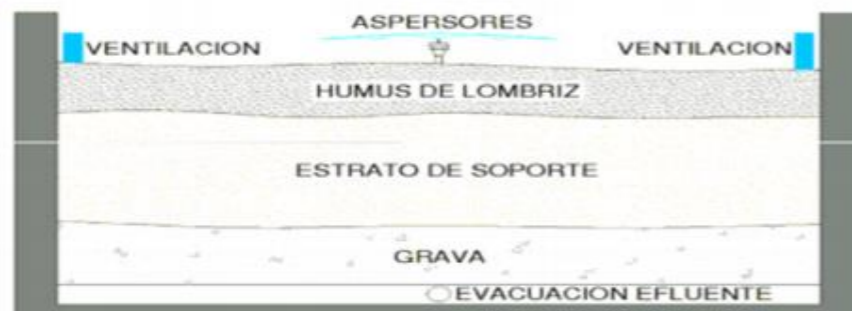 ASPERSORES
VENTILACION VENTILACION
HUMUS DE LOMBRIZ
ESTRATO DE SOPORTE
GRAVA
EVACUACION EFLUENTE